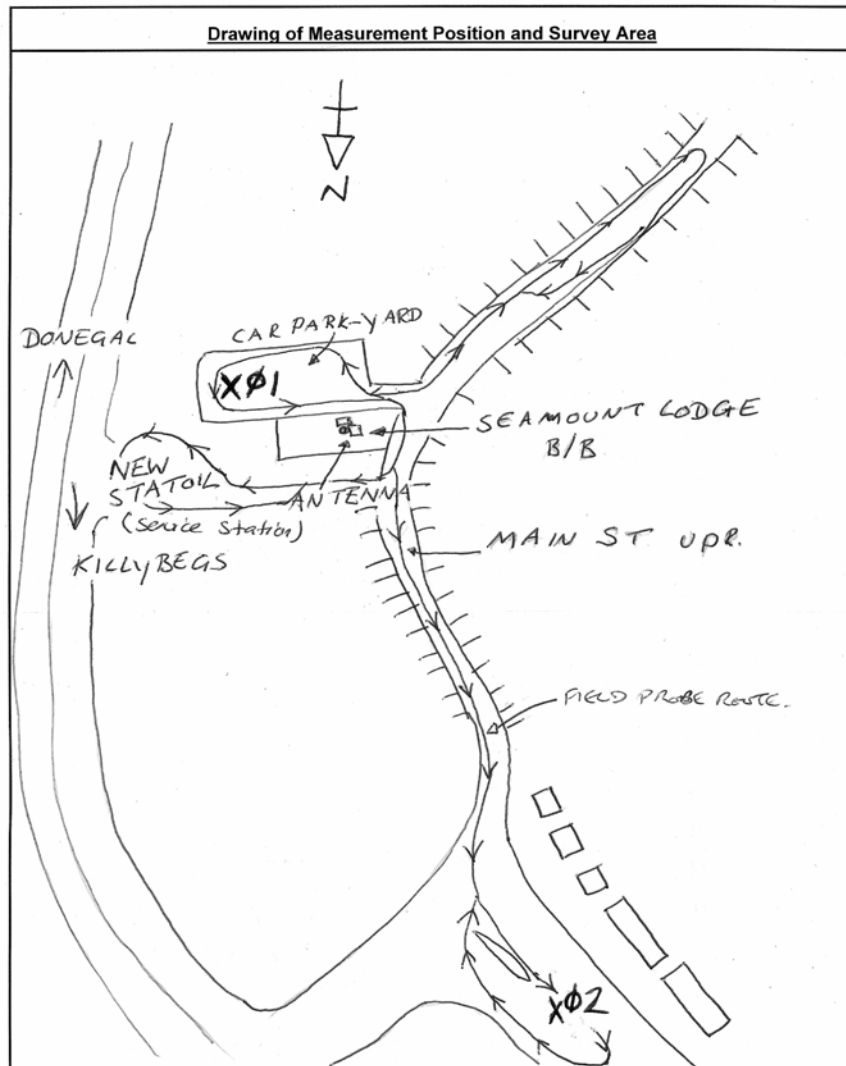 Drawing of Measurement Position and Survey Area
N
DONEGAL
CAR PARK-YARD
XØ1
SEAMOUNT LODGE
B/B
NEW
STATOIL
(Service Station)
ANTENNA
KILLYBEGS
MAIN ST UPR.
FIELD PROBE ROUTE.
XØ2